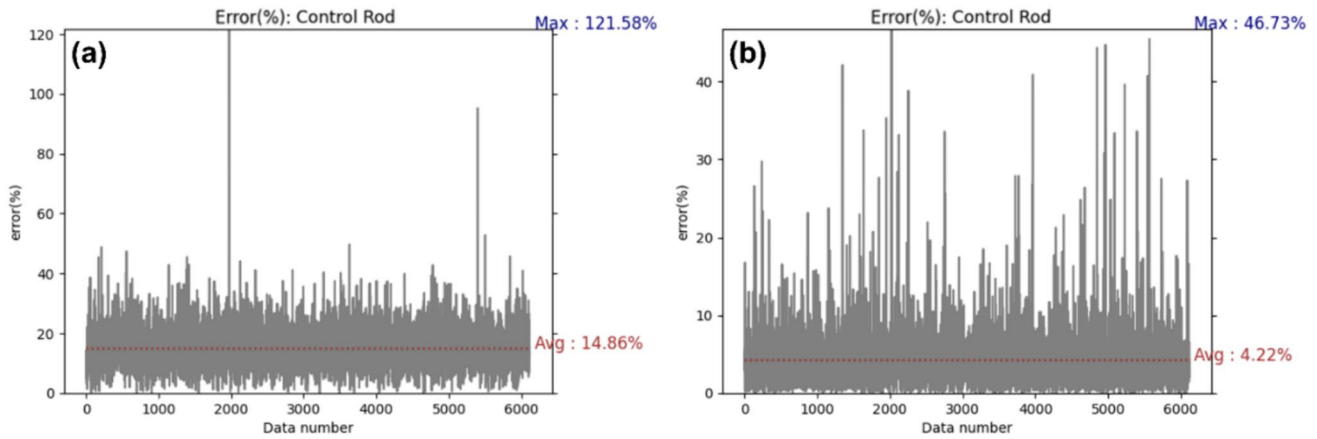 Error(%): Control Rod
Max : 121.58%
(a)
120
100
80
60
40
20
0
error(%)
Avg : 14.86%
0 1000 2000 3000 4000 5000 6000
Data number
Error(%): Control Rod
Max : 46.73%
(b)
40
30
20
10
0
error(%)
Avg : 4.22%
0 1000 2000 3000 4000 5000 6000
Data number